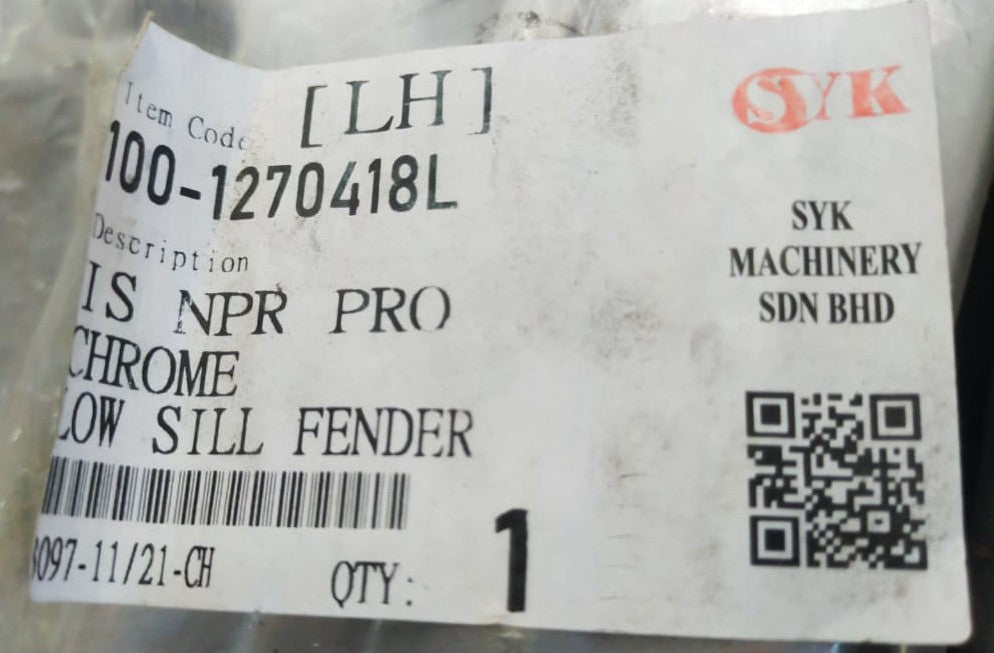 [LH]
Item Code
100-1270418L
Description
IS NPR PRO
CHROME
LOW SILL FENDER
3097-11/21-CH
QTY: 1
SYK
SYK
MACHINERY
SDN BHD